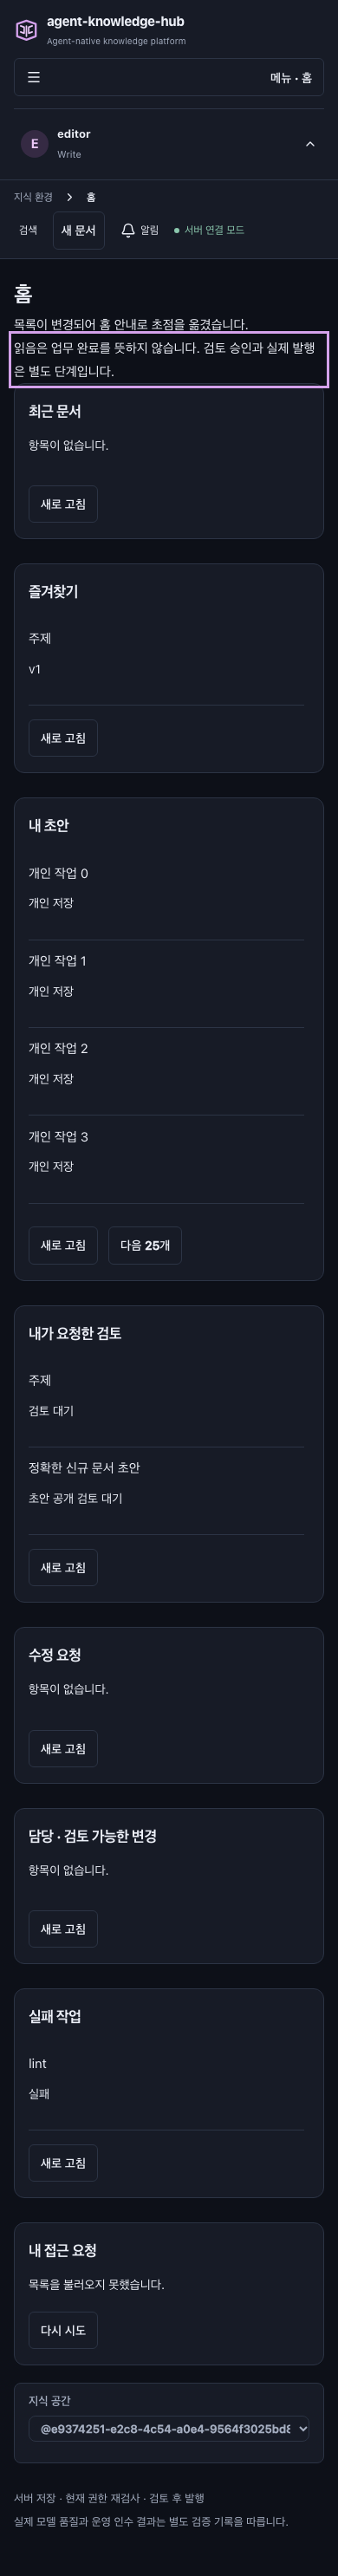 agent-knowledge-hub
Agent-native knowledge platform
메뉴 · 홈
E
editor
Write
지식 환경 > 홈
검색
새 문서
알림
서버 연결 모드
홈
목록이 변경되어 홈 안내로 초점을 옮겼습니다.
읽음은 업무 완료를 뜻하지 않습니다. 검토 승인과 실제 발행
은 별도 단계입니다.
최근 문서
항목이 없습니다.
새로 고침
즐겨찾기
주제
v1
새로 고침
내 초안
개인 작업 0
개인 저장
개인 작업 1
개인 저장
개인 작업 2
개인 저장
개인 작업 3
개인 저장
새로 고침
다음 25개
내가 요청한 검토
주제
검토 대기
정확한 신규 문서 초안
초안 공개 검토 대기
새로 고침
수정 요청
항목이 없습니다.
새로 고침
담당 · 검토 가능한 변경
항목이 없습니다.
새로 고침
실패 작업
lint
실패
새로 고침
내 접근 요청
목록을 불러오지 못했습니다.
다시 시도
지식 공간
@e9374251-e2c8-4c54-a0e4-9564f3025bd8
서버 저장 · 현재 권한 재검사 · 검토 후 발행
실제 모델 품질과 운영 인수 결과는 별도 검증 기록을 따릅니다.